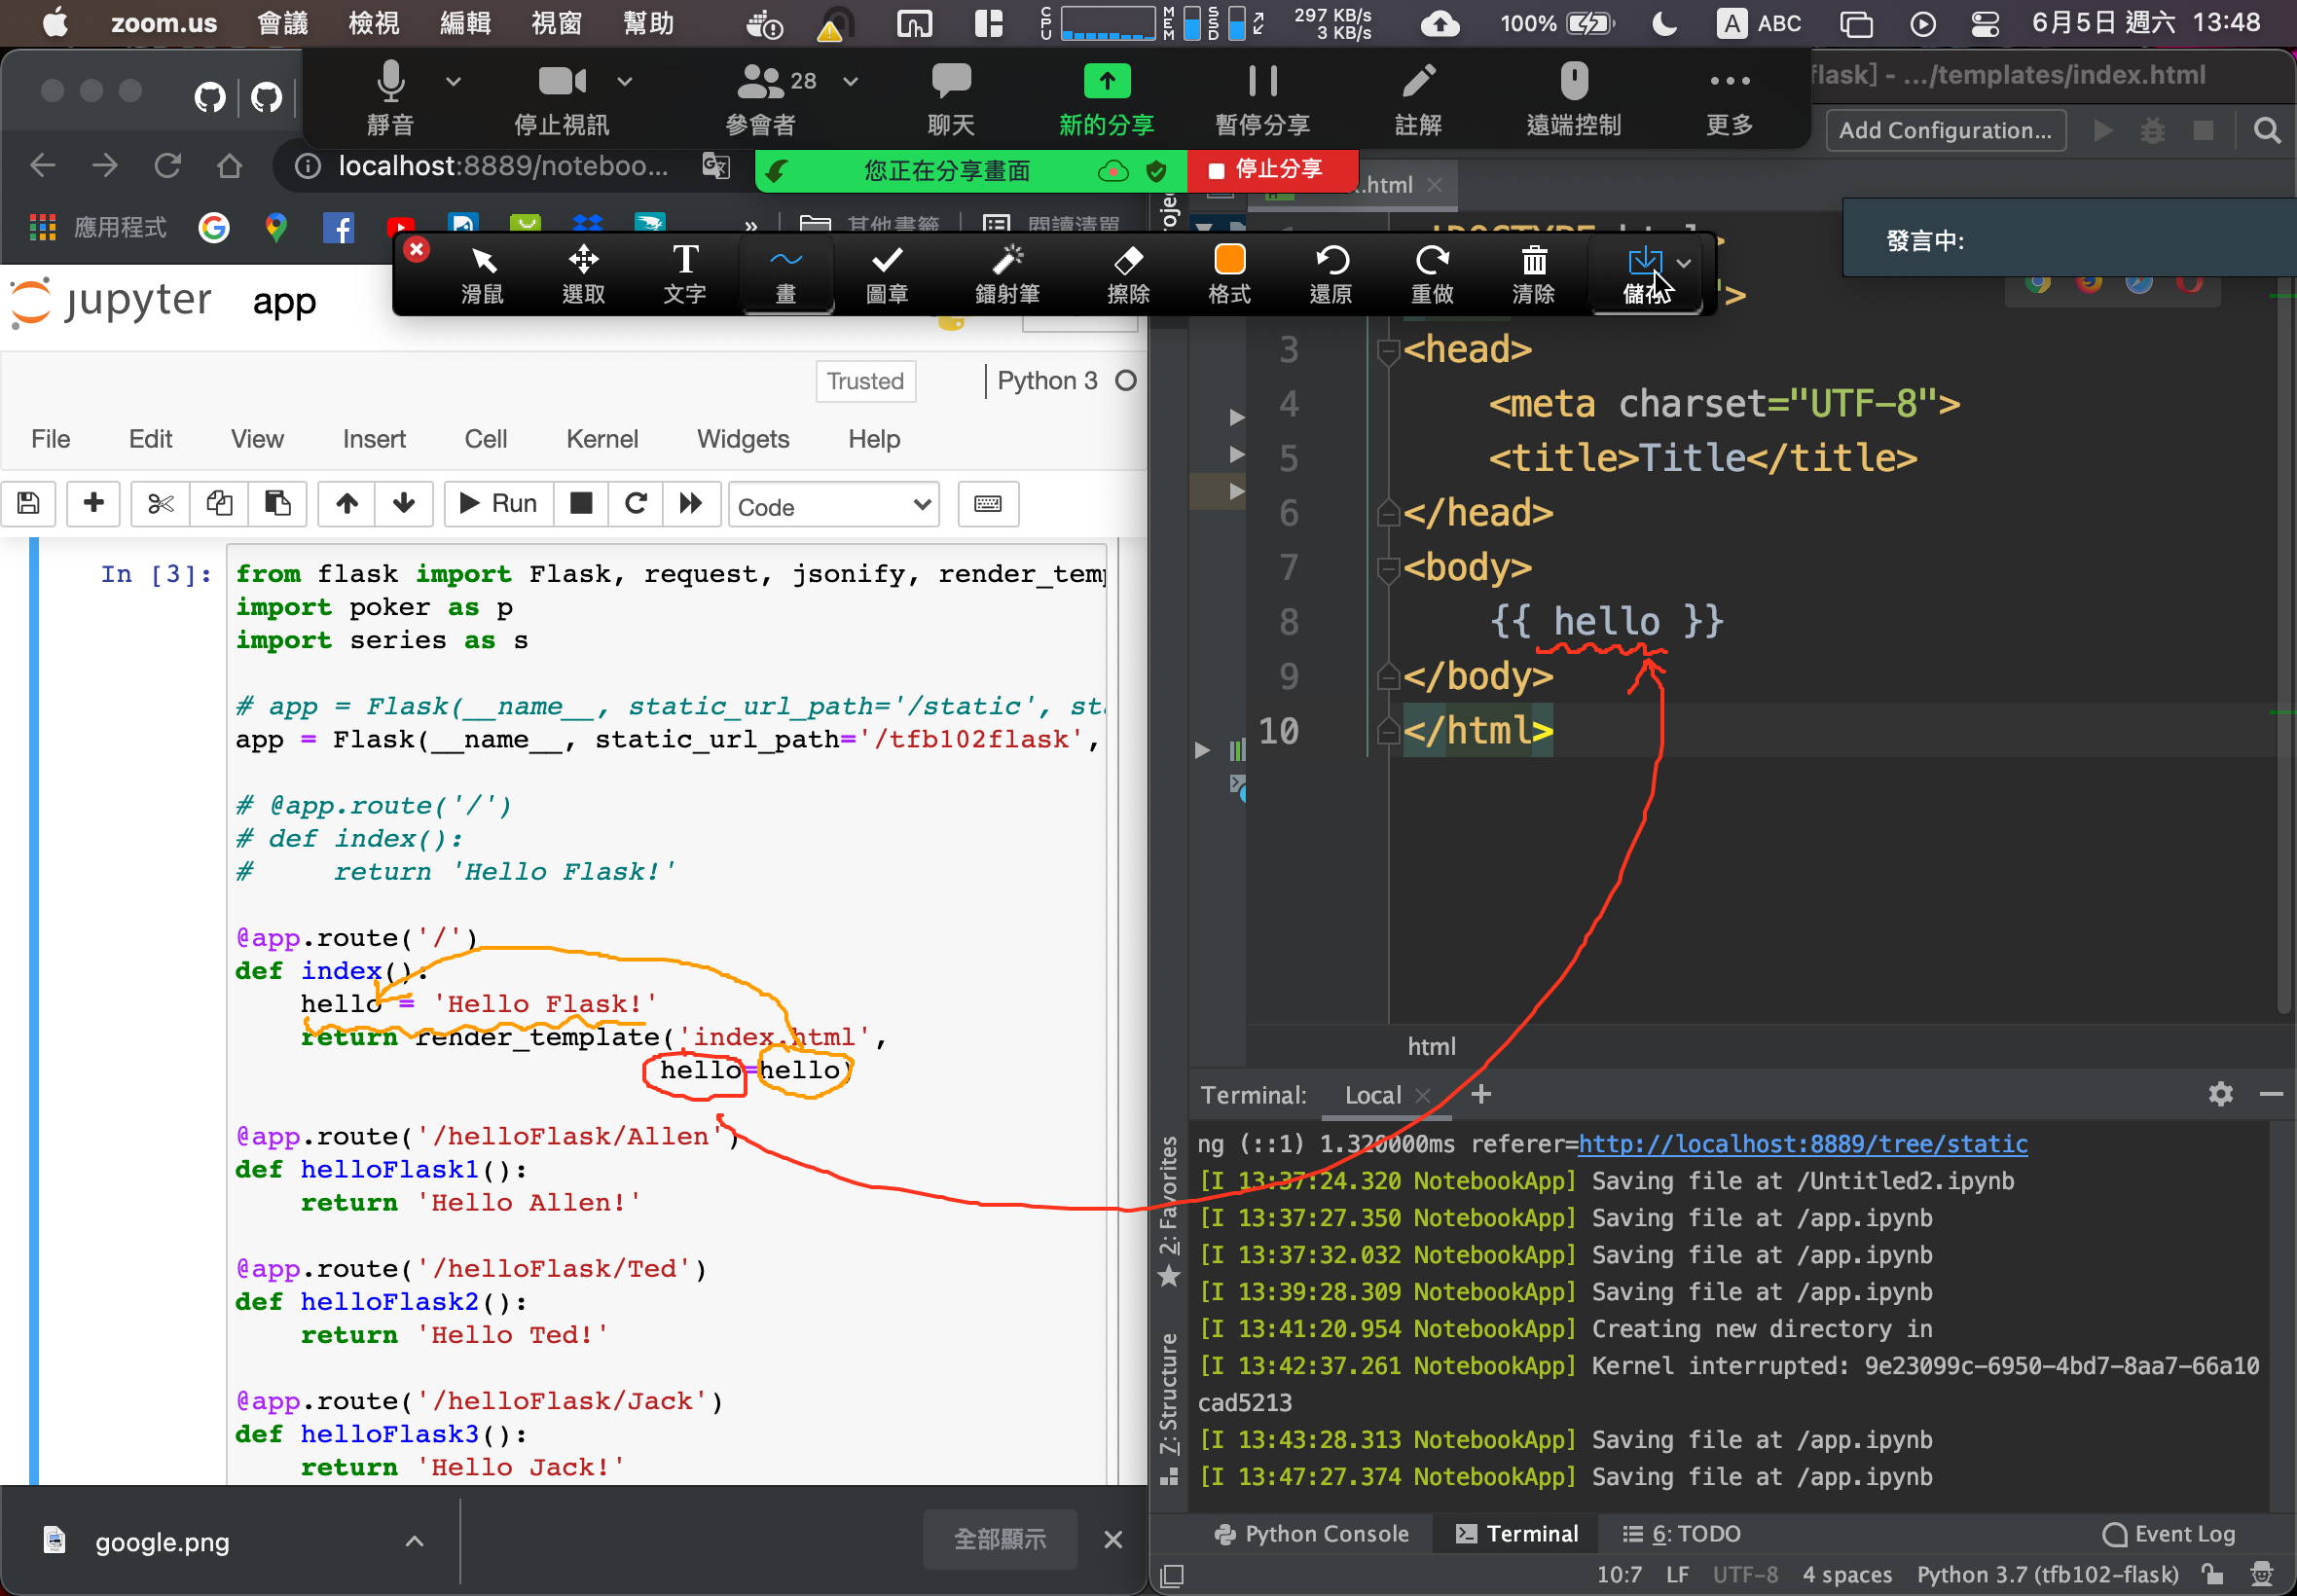 zoom.us 會議 檢視 編輯 視窗 幫助 CPU MEM SSD 297 KB/s 3 KB/s 100% A ABC 6月5日 週六 13:48
靜音 停止視訊 28 參會者 聊天 新的分享 暫停分享 註解 遠端控制 更多
flask] – .../templates/index.html
Add Configuration...
localhost:8889/noteboo...
您正在分享畫面 停止分享
.html
應用程式 » 其他書籤 閱讀清單
發言中:
滑鼠 選取 文字 畫 圖章 鐳射筆 擦除 格式 還原 重做 清除 儲存
jupyter app
Trusted Python 3
File Edit View Insert Cell Kernel Widgets Help
Run Code
In [3]:
from flask import Flask, request, jsonify, render_temp
import poker as p
import series as s
# app = Flask(__name__, static_url_path='/static', sta
app = Flask(__name__, static_url_path='/tfb102flask',
# @app.route('/')
# def index():
#     return 'Hello Flask!'
@app.route('/')
def index():
    hello = 'Hello Flask!'
    return render_template('index.html',
                          hello=hello)
@app.route('/helloFlask/Allen')
def helloFlask1():
    return 'Hello Allen!'
@app.route('/helloFlask/Ted')
def helloFlask2():
    return 'Hello Ted!'
@app.route('/helloFlask/Jack')
def helloFlask3():
    return 'Hello Jack!'
google.png 全部顯示
3 <head>
4     <meta charset="UTF-8">
5     <title>Title</title>
6 </head>
7 <body>
8     {{ hello }}
9 </body>
10 </html>
html
Terminal: Local
ng (::1) 1.320000ms referer=http://localhost:8889/tree/static
[I 13:37:24.320 NotebookApp] Saving file at /Untitled2.ipynb
[I 13:37:27.350 NotebookApp] Saving file at /app.ipynb
[I 13:37:32.032 NotebookApp] Saving file at /app.ipynb
[I 13:39:28.309 NotebookApp] Saving file at /app.ipynb
[I 13:41:20.954 NotebookApp] Creating new directory in
[I 13:42:37.261 NotebookApp] Kernel interrupted: 9e23099c-6950-4bd7-8aa7-66a10
cad5213
[I 13:43:28.313 NotebookApp] Saving file at /app.ipynb
[I 13:47:27.374 NotebookApp] Saving file at /app.ipynb
2: Favorites
7: Structure
Python Console Terminal 6: TODO Event Log
10:7 LF UTF-8 4 spaces Python 3.7 (tfb102-flask)